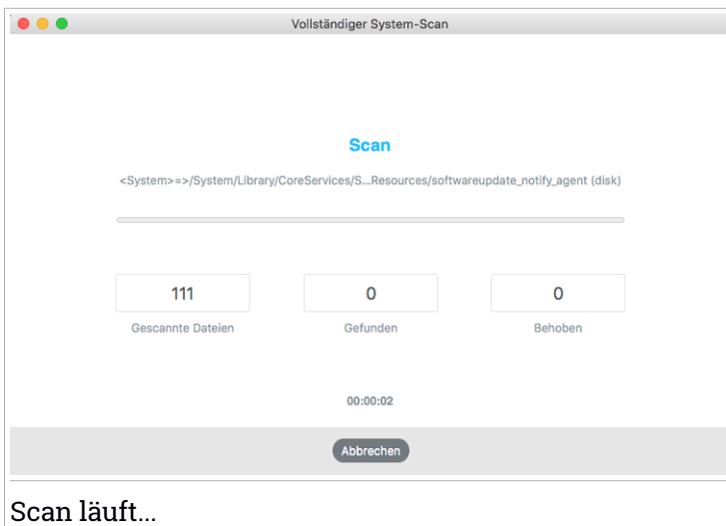 Vollständiger System-Scan
Scan
<System>=>/System/Library/CoreServices/S...Resources/softwareupdate_notify_agent (disk)
111
0
0
Gescannte Dateien
Gefunden
Behoben
00:00:02
Abbrechen
Scan läuft...